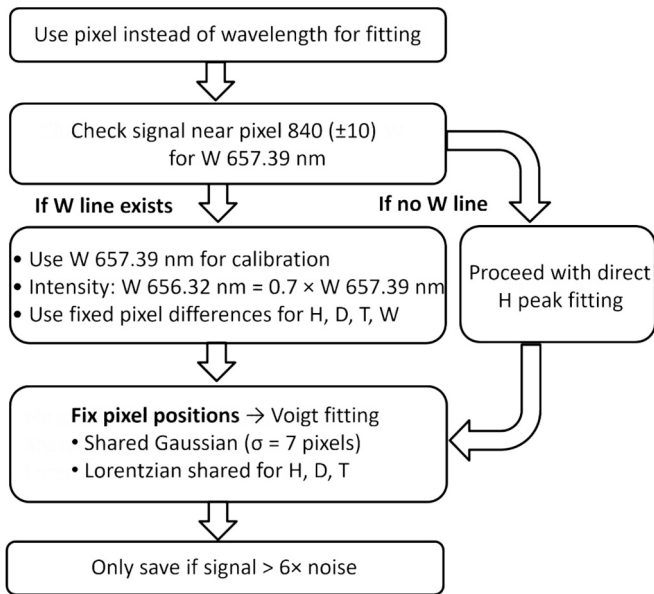 Use pixel instead of wavelength for fitting
Check signal near pixel 840 (±10)
for W 657.39 nm
If W line exists
If no W line
• Use W 657.39 nm for calibration
• Intensity: W 656.32 nm = 0.7 × W 657.39 nm
• Use fixed pixel differences for H, D, T, W
Proceed with direct
H peak fitting
Fix pixel positions → Voigt fitting
• Shared Gaussian (σ = 7 pixels)
• Lorentzian shared for H, D, T
Only save if signal > 6× noise